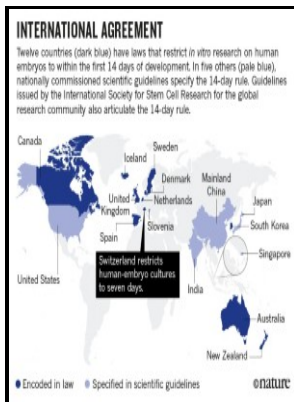 INTERNATIONAL AGREEMENT
Twelve countries (dark blue) have laws that restrict in vitro research on human
embryos to within the first 14 days of development. In five others (pale blue),
nationally commissioned scientific guidelines specify the 14-day rule. Guidelines
issued by the International Society for Stem Cell Research for the global
research community also articulate the 14-day rule.
Canada
Sweden
Iceland
Denmark
Mainland
China
United
Kingdom
Netherlands
Japan
South Korea
Spain
Slovenia
Singapore
Switzerland restricts
human-embryo cultures
to seven days.
United States
India
Australia
New Zealand
Encoded in law
Specified in scientific guidelines
©nature